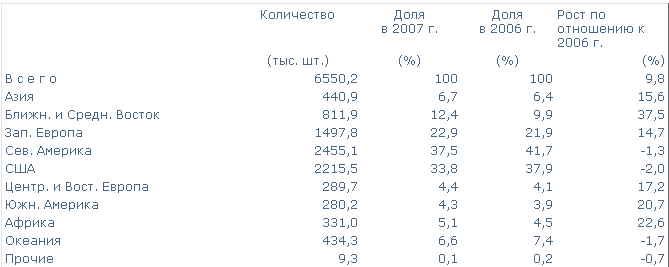 Количество Доля Доля Рост по
в 2007 г. в 2006 г. отношению к
2006 г.
(тыс. шт.) (%) (%) (%)
В с е г о 6550,2 100 100 9,8
Азия 440,9 6,7 6,4 15,6
Ближн. и Средн. Восток 811,9 12,4 9,9 37,5
Зап. Европа 1497,8 22,9 21,9 14,7
Сев. Америка 2455,1 37,5 41,7 -1,3
США 2215,5 33,8 37,9 -2,0
Центр. и Вост. Европа 289,7 4,4 4,1 17,2
Южн. Америка 280,2 4,3 3,9 20,7
Африка 331,0 5,1 4,5 22,6
Океания 434,3 6,6 7,4 -1,7
Прочие 9,3 0,1 0,2 -0,7